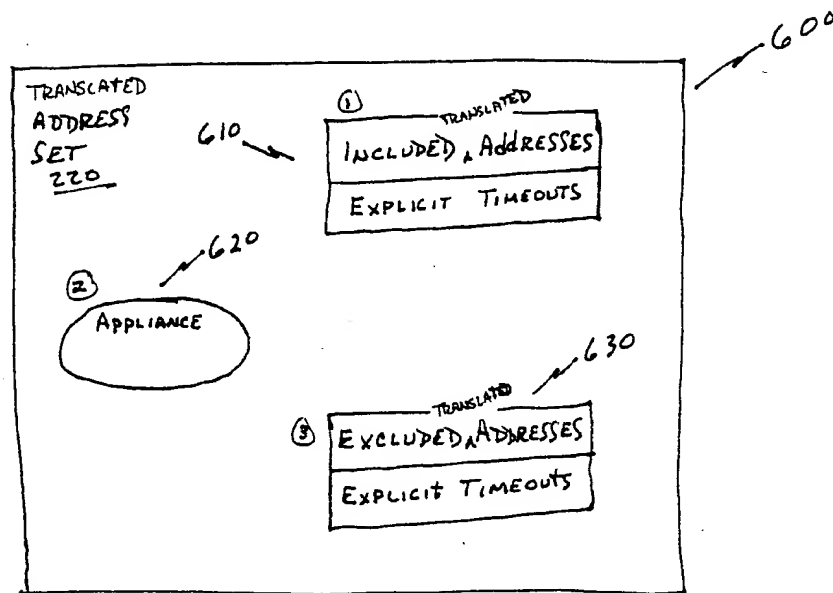 600
TRANSLATED
ADDRESS
SET
220
610
①
TRANSLATED
INCLUDED ^ ADDRESSES
EXPLICIT TIMEOUTS
620
②
APPLIANCE
630
③
TRANSLATED
EXCLUDED ^ ADDRESSES
EXPLICIT TIMEOUTS